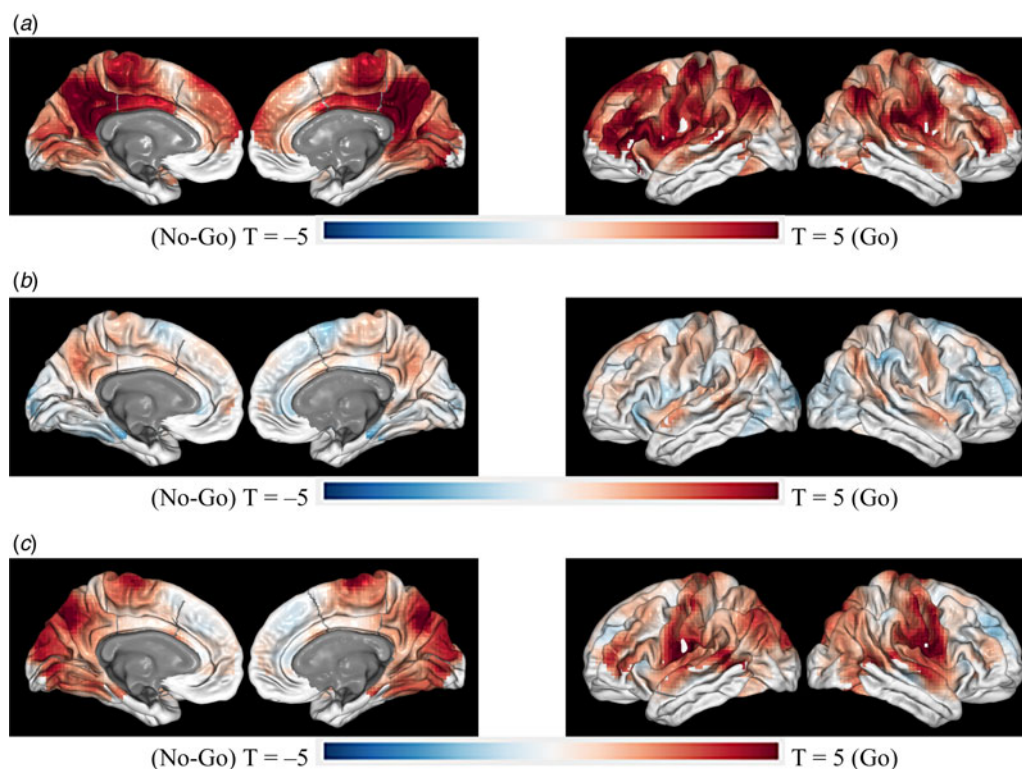 (a)
(No-Go) T = –5 T = 5 (Go)
(b)
(No-Go) T = –5 T = 5 (Go)
(c)
(No-Go) T = –5 T = 5 (Go)